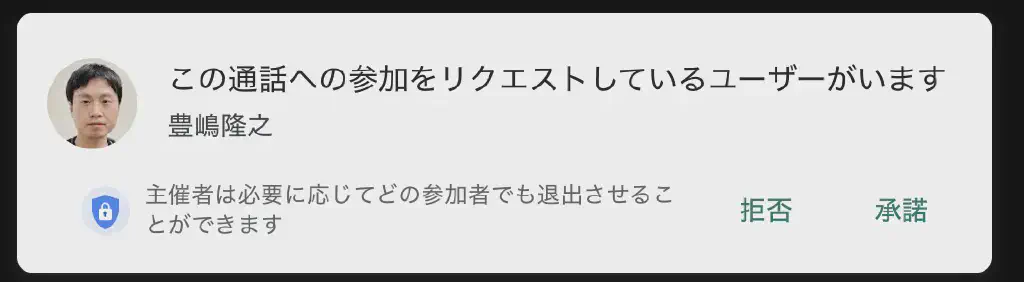 この通話への参加をリクエストしているユーザーがいます
豊嶋隆之
主催者は必要に応じてどの参加者でも退出させるこ
とができます
拒否
承諾